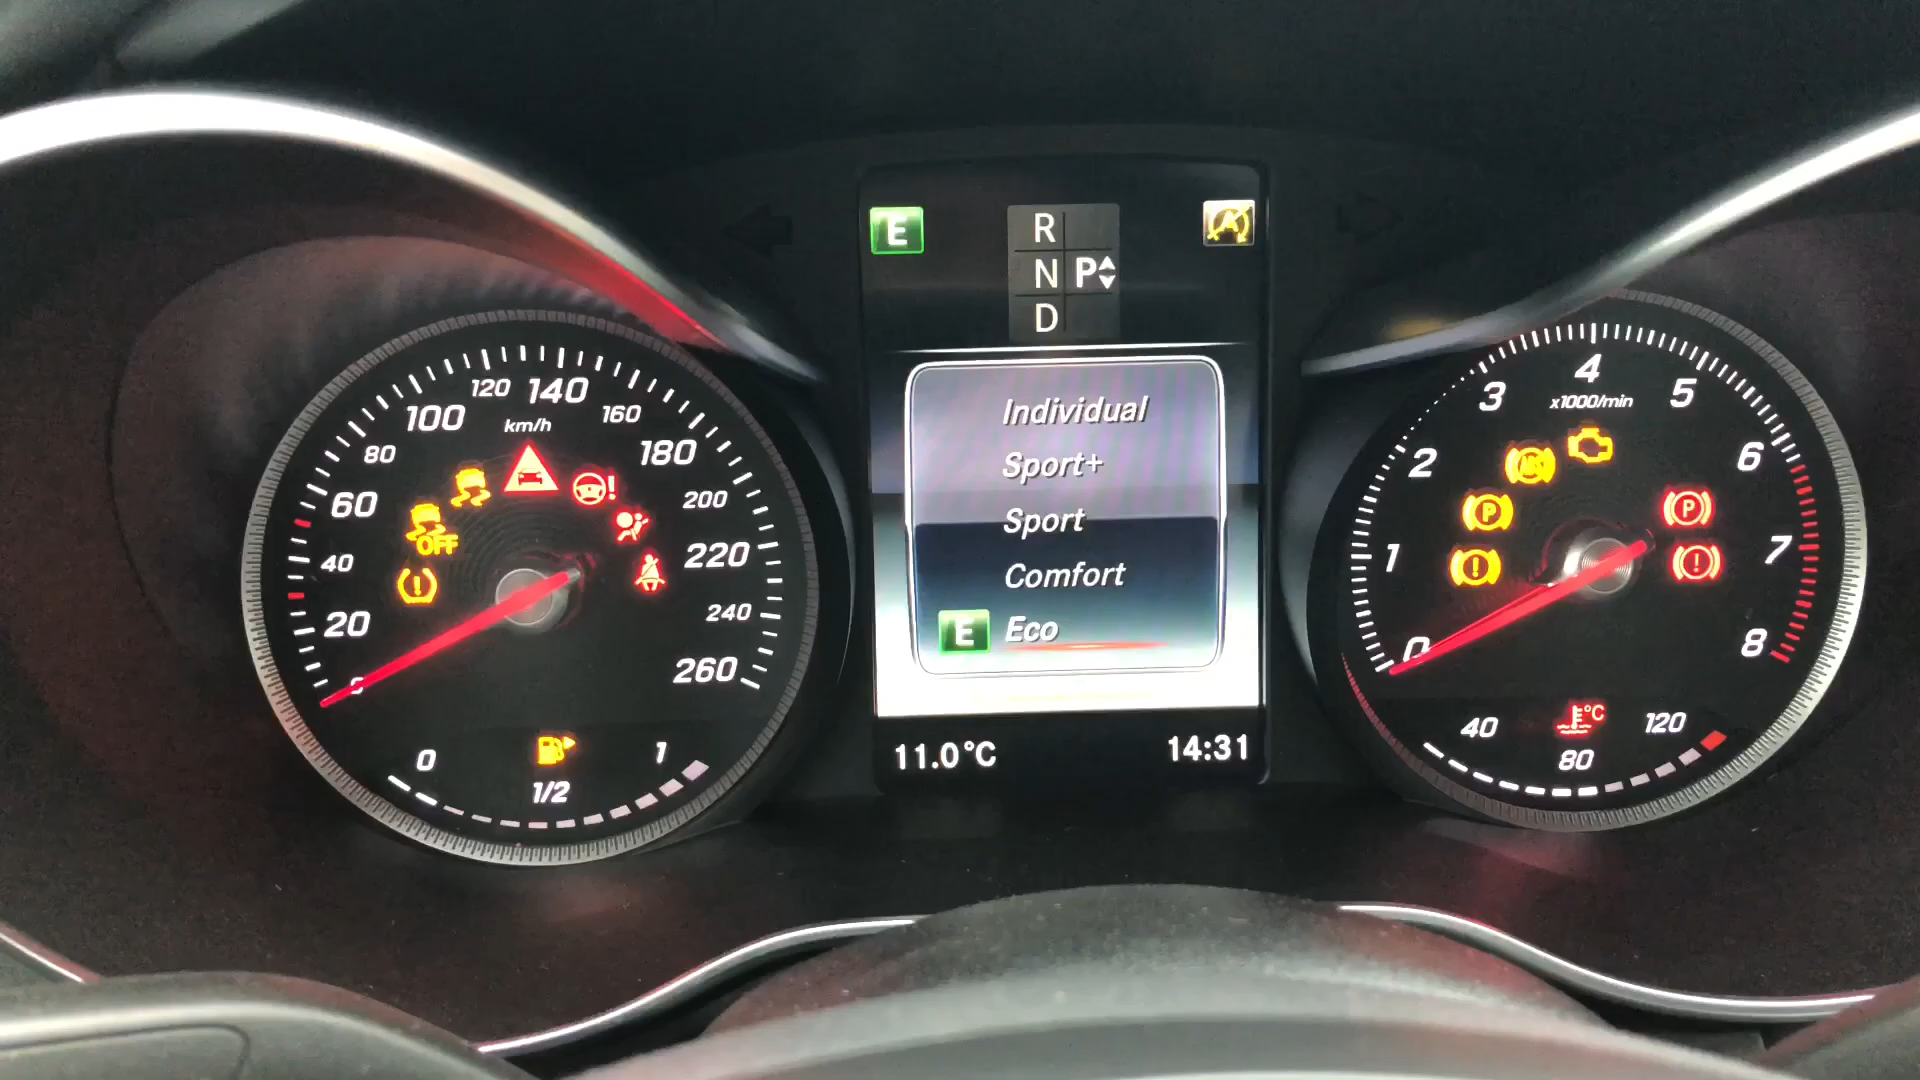 E
A
R
N P
D
Individual
Sport+
Sport
Comfort
E Eco
11.0°C
14:31
0
20
40
60
80
100
120
140
160
180
200
220
240
260
km/h
OFF
!
!
0
1/2
1
0
1
2
3
4
5
6
7
8
x1000/min
ABS
P
!
P
!
°C
40
80
120